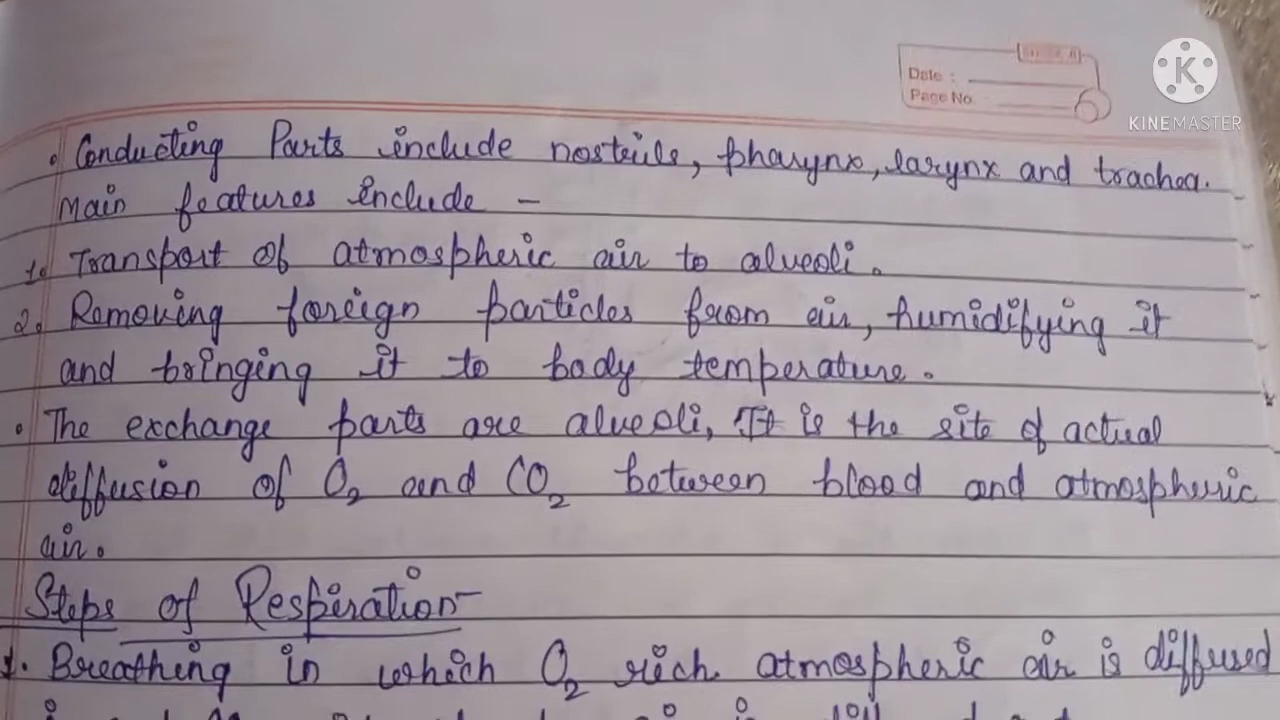 Date :
Page No. 6
KINEMASTER
• Conducting Parts include nostrils, pharynx, larynx and trachea.
Main features include -
1. Transport of atmospheric air to alveoli.
2. Removing foreign particles from air, humidifying it
and bringing it to body temperature.
• The exchange parts are alveoli, It is the site of actual
diffusion of O₂ and CO₂ between blood and atmospheric
air.
Steps of Respiration-
1. Breathing in which O₂ rich atmospheric air is diffused